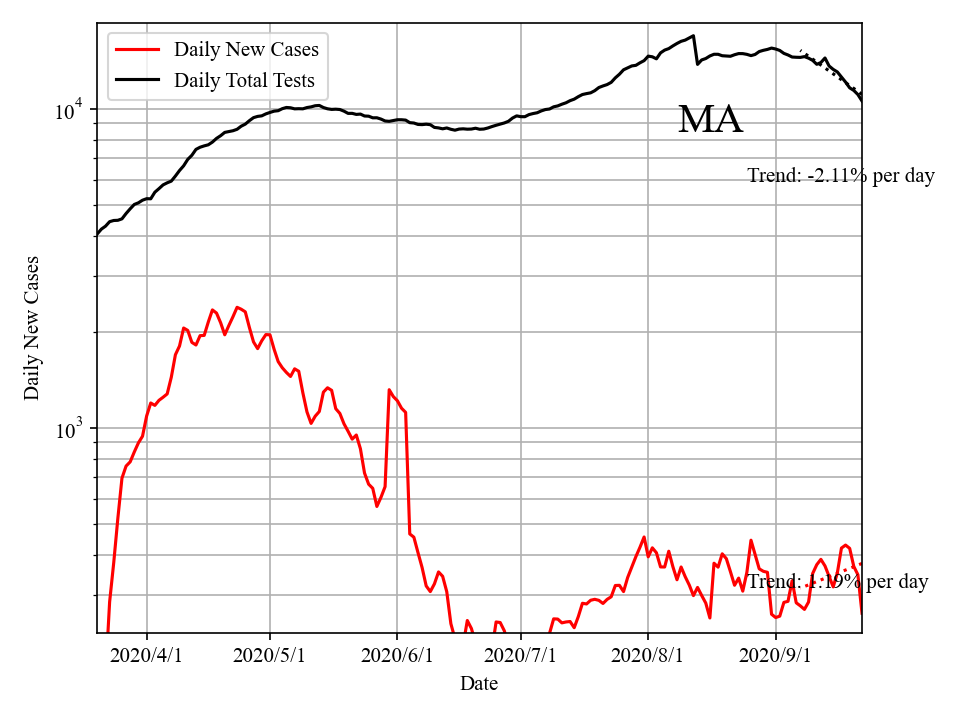 Daily New Cases
Daily Total Tests
10^4
MA
Trend: -2.11% per day
Daily New Cases
10^3
Trend: 1.19% per day
2020/4/1 2020/5/1 2020/6/1 2020/7/1 2020/8/1 2020/9/1
Date